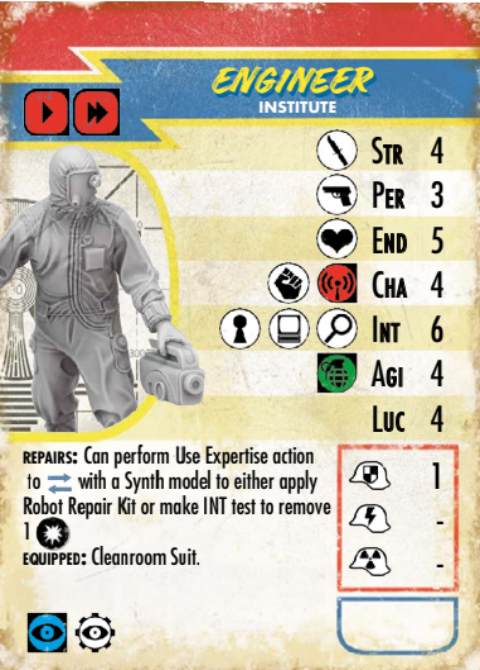 ENGINEER
INSTITUTE
STR 4
PER 3
END 5
CHA 4
INT 6
AGI 4
LUC 4
REPAIRS: Can perform Use Expertise action
to with a Synth model to either apply
Robot Repair Kit or make INT test to remove
1
EQUIPPED: Cleanroom Suit.
1
-
-